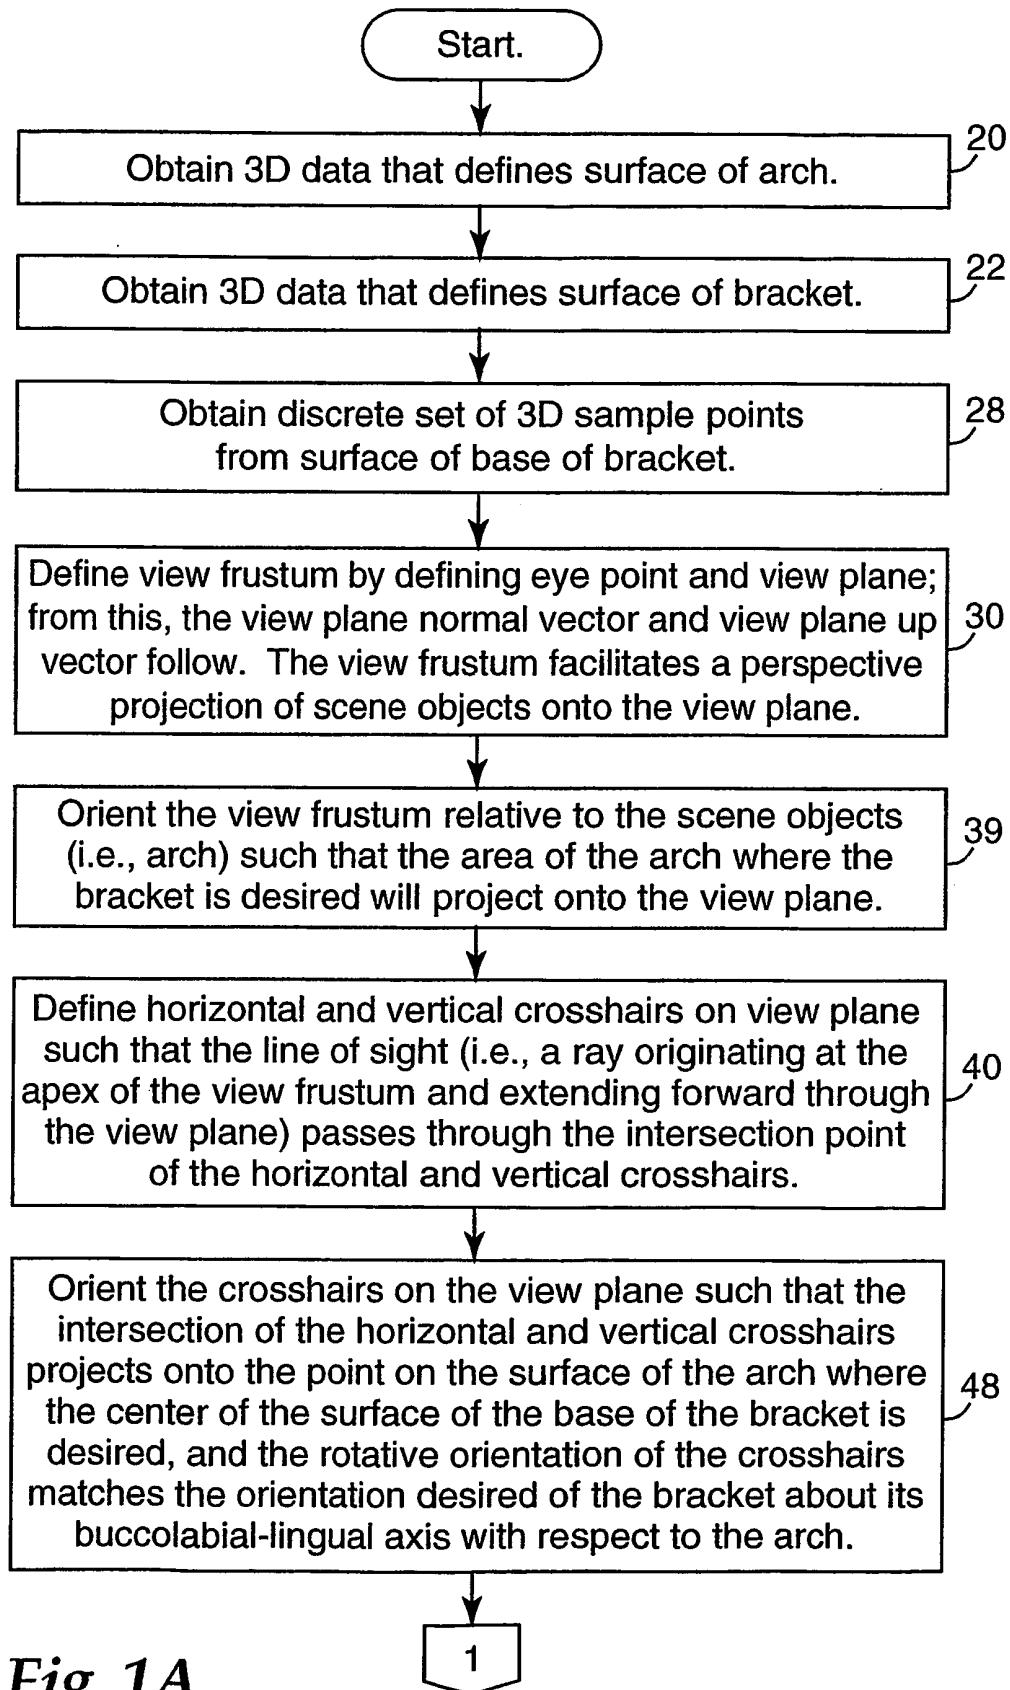 Start.
20
Obtain 3D data that defines surface of arch.
22
Obtain 3D data that defines surface of bracket.
28
Obtain discrete set of 3D sample points
from surface of base of bracket.
Define view frustum by defining eye point and view plane;
from this, the view plane normal vector and view plane up
vector follow. The view frustum facilitates a perspective
projection of scene objects onto the view plane.
30
Orient the view frustum relative to the scene objects
(i.e., arch) such that the area of the arch where the
bracket is desired will project onto the view plane.
39
Define horizontal and vertical crosshairs on view plane
such that the line of sight (i.e., a ray originating at the
apex of the view frustum and extending forward through
the view plane) passes through the intersection point
of the horizontal and vertical crosshairs.
40
Orient the crosshairs on the view plane such that the
intersection of the horizontal and vertical crosshairs
projects onto the point on the surface of the arch where
the center of the surface of the base of the bracket is
desired, and the rotative orientation of the crosshairs
matches the orientation desired of the bracket about its
buccolabial-lingual axis with respect to the arch.
48
1
Fig. 1A